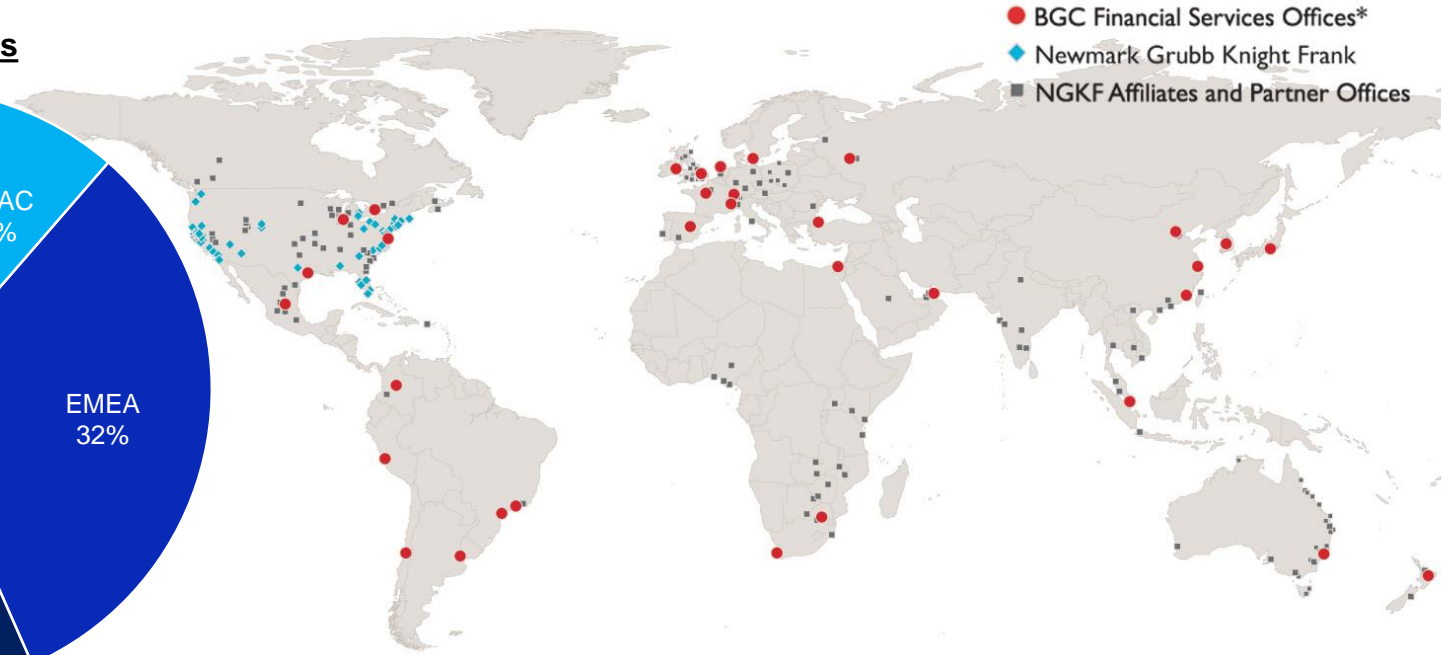 s
AC
%
EMEA
32%
BGC Financial Services Offices*
Newmark Grubb Knight Frank
NGKF Affiliates and Partner Offices